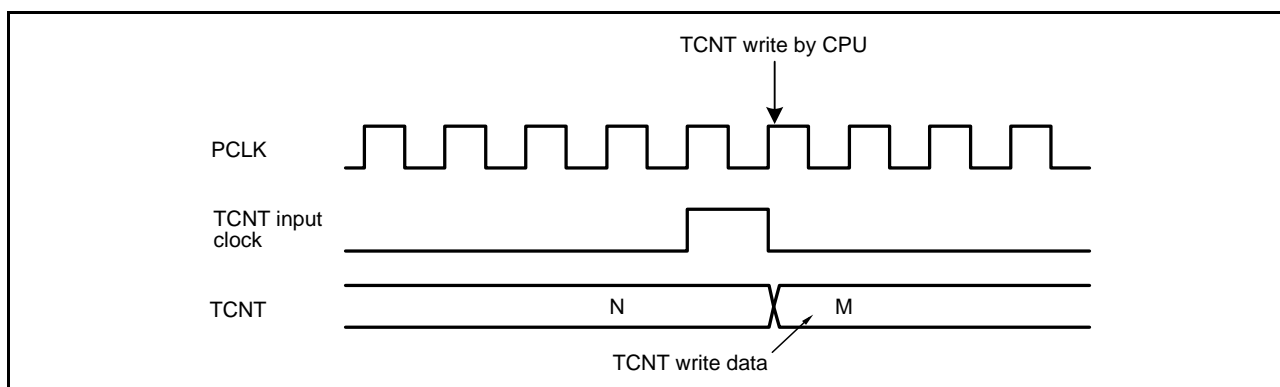 TCNT write by CPU
PCLK
TCNT input
clock
TCNT
N
M
TCNT write data